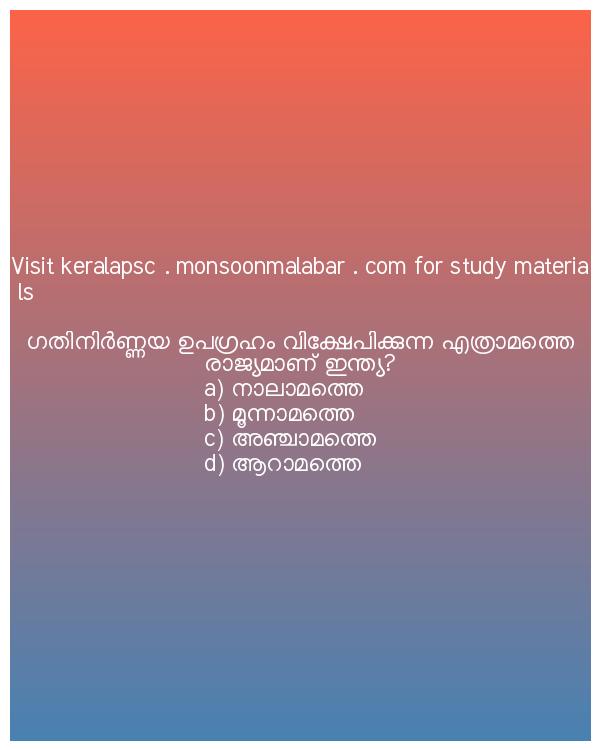 Visit keralapsc . monsoonmalabar . com for study materia
ls
ഗതിനിർണ്ണയ ഉപഗ്രഹം വിക്ഷേപിക്കുന്ന എത്രാമത്തെ
രാജ്യമാണ് ഇന്ത്യ?
a) നാലാമത്തെ
b) മൂന്നാമത്തെ
c) അഞ്ചാമത്തെ
d) ആറാമത്തെ